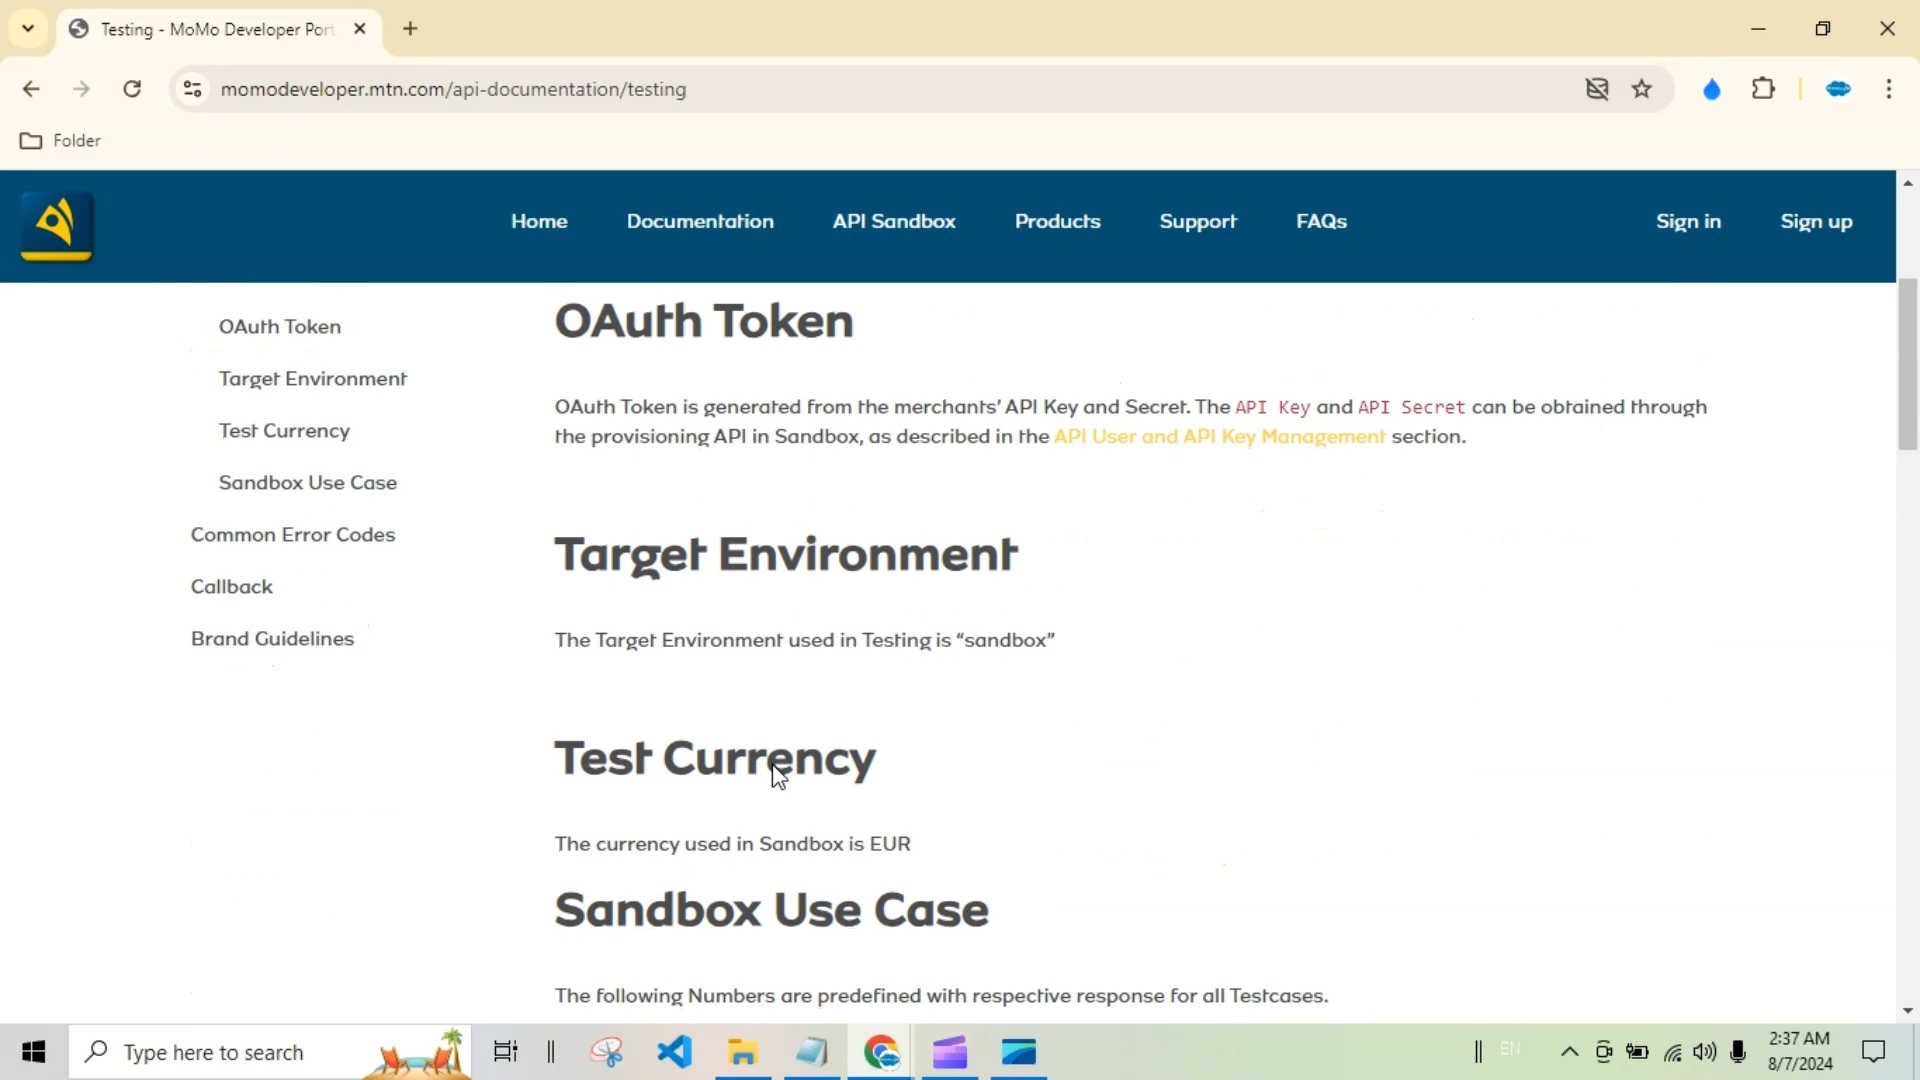 Testing - MoMo Developer Port
momodeveloper.mtn.com/api-documentation/testing
Folder
Home
Documentation
API Sandbox
Products
Support
FAQs
Sign in
Sign up
OAuth Token
Target Environment
Test Currency
Sandbox Use Case
Common Error Codes
Callback
Brand Guidelines
OAuth Token
OAuth Token is generated from the merchants' API Key and Secret. The API Key and API Secret can be obtained through
the provisioning API in Sandbox, as described in the API User and API Key Management section.
Target Environment
The Target Environment used in Testing is “sandbox”
Test Currency
The currency used in Sandbox is EUR
Sandbox Use Case
The following Numbers are predefined with respective response for all Testcases.
Type here to search
EN
2:37 AM
8/7/2024